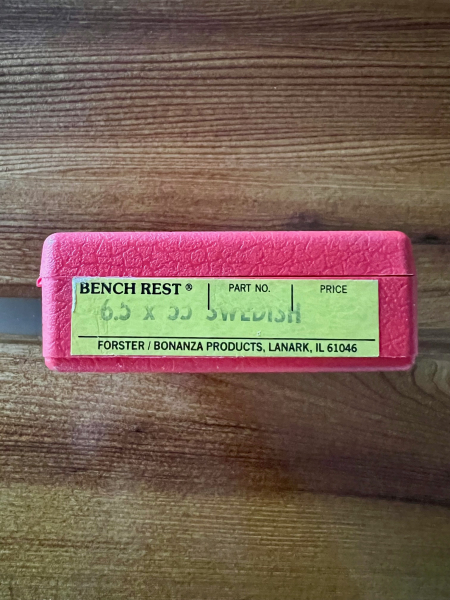 BENCH REST ® PART NO. PRICE
6.5 x 55 SWEDISH
FORSTER / BONANZA PRODUCTS, LANARK, IL 61046